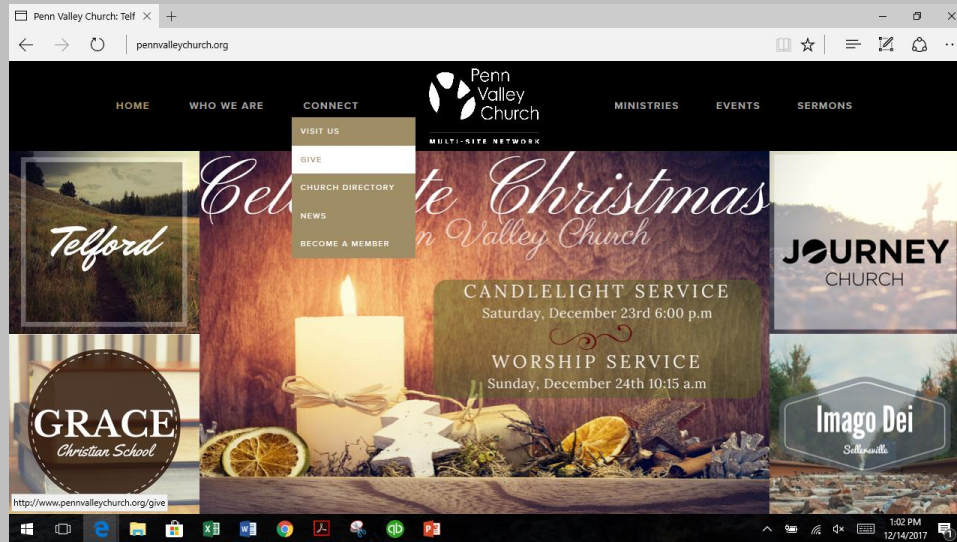 Penn Valley Church: Telf
pennvalleychurch.org
HOME WHO WE ARE CONNECT
Penn
Valley
Church
MULTI-SITE NETWORK
MINISTRIES EVENTS SERMONS
VISIT US
GIVE
CHURCH DIRECTORY
NEWS
BECOME A MEMBER
Telford
Christmas
Valley Church
CANDLELIGHT SERVICE
Saturday, December 23rd 6:00 p.m
WORSHIP SERVICE
Sunday, December 24th 10:15 a.m
JOURNEY
CHURCH
GRACE
Christian School
Imago Dei
Sellersville
http://www.pennvalleychurch.org/give
1:02 PM
12/14/2017